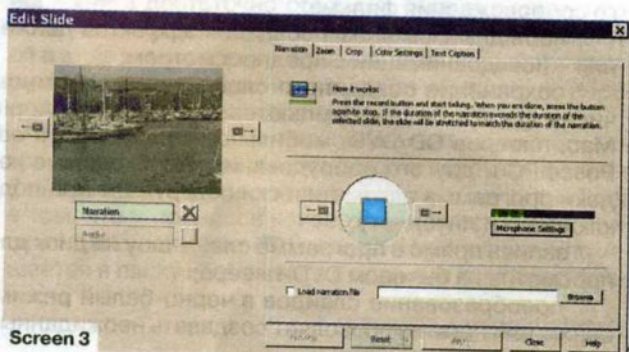 Edit Slide
Narration Zoom Crop Color Settings Text Caption
How it works:
Press the record button and start talking. When you are done, press the button
again to stop. If the duration of the narration exceeds the duration of the
selected slide, the slide will be stretched to match the duration of the narration.
Narration
Audio
Microphone Settings
Load narration file
Browse
Reset
Close
Help
Screen 3